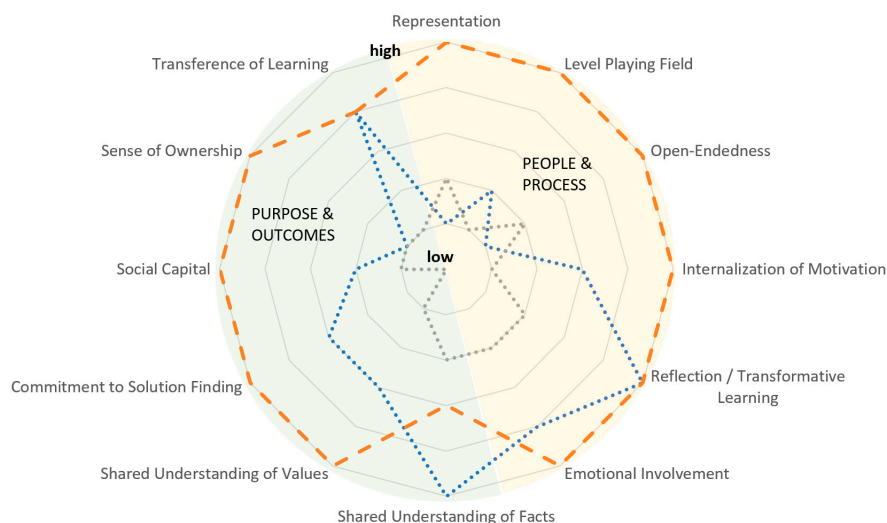 Representation
high
Transference of Learning
Level Playing Field
Sense of Ownership
Open-Endedness
PEOPLE &
PROCESS
PURPOSE &
OUTCOMES
low
Social Capital
Internalization of Motivation
Commitment to Solution Finding
Reflection / Transformative
Learning
Shared Understanding of Values
Emotional Involvement
Shared Understanding of Facts